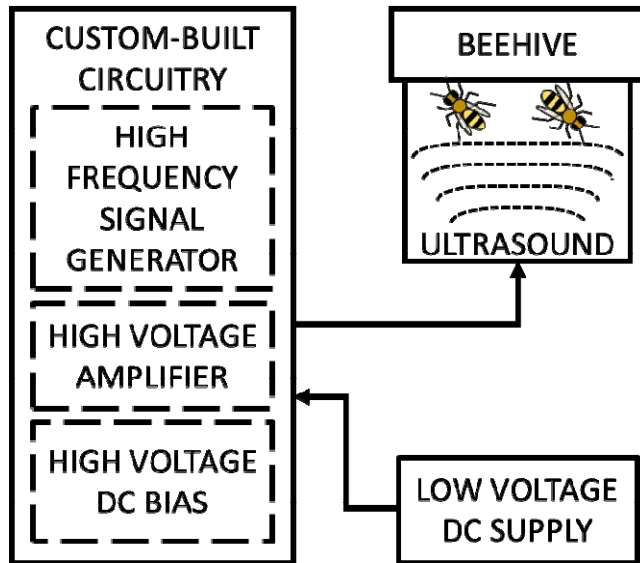 CUSTOM-BUILT
CIRCUITRY
HIGH
FREQUENCY
SIGNAL
GENERATOR
HIGH VOLTAGE
AMPLIFIER
HIGH VOLTAGE
DC BIAS
BEEHIVE
ULTRASOUND
LOW VOLTAGE
DC SUPPLY